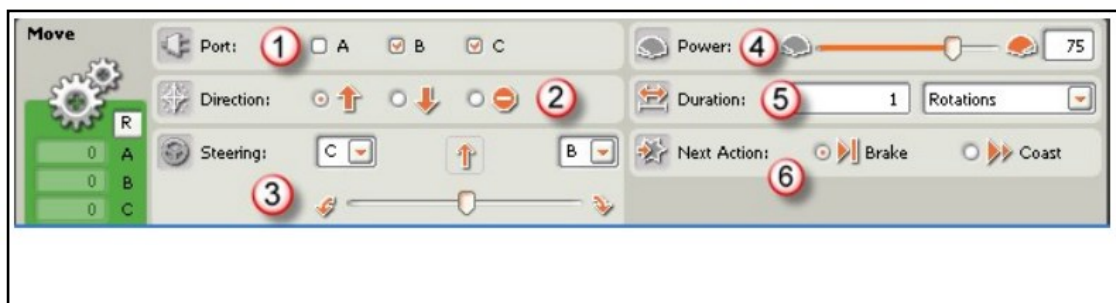 Move
R
0 A
0 B
0 C
Port: 1 A B C
Direction: 2
Steering: C B
3
Power: 4 75
Duration: 5 1 Rotations
Next Action: Brake Coast
6